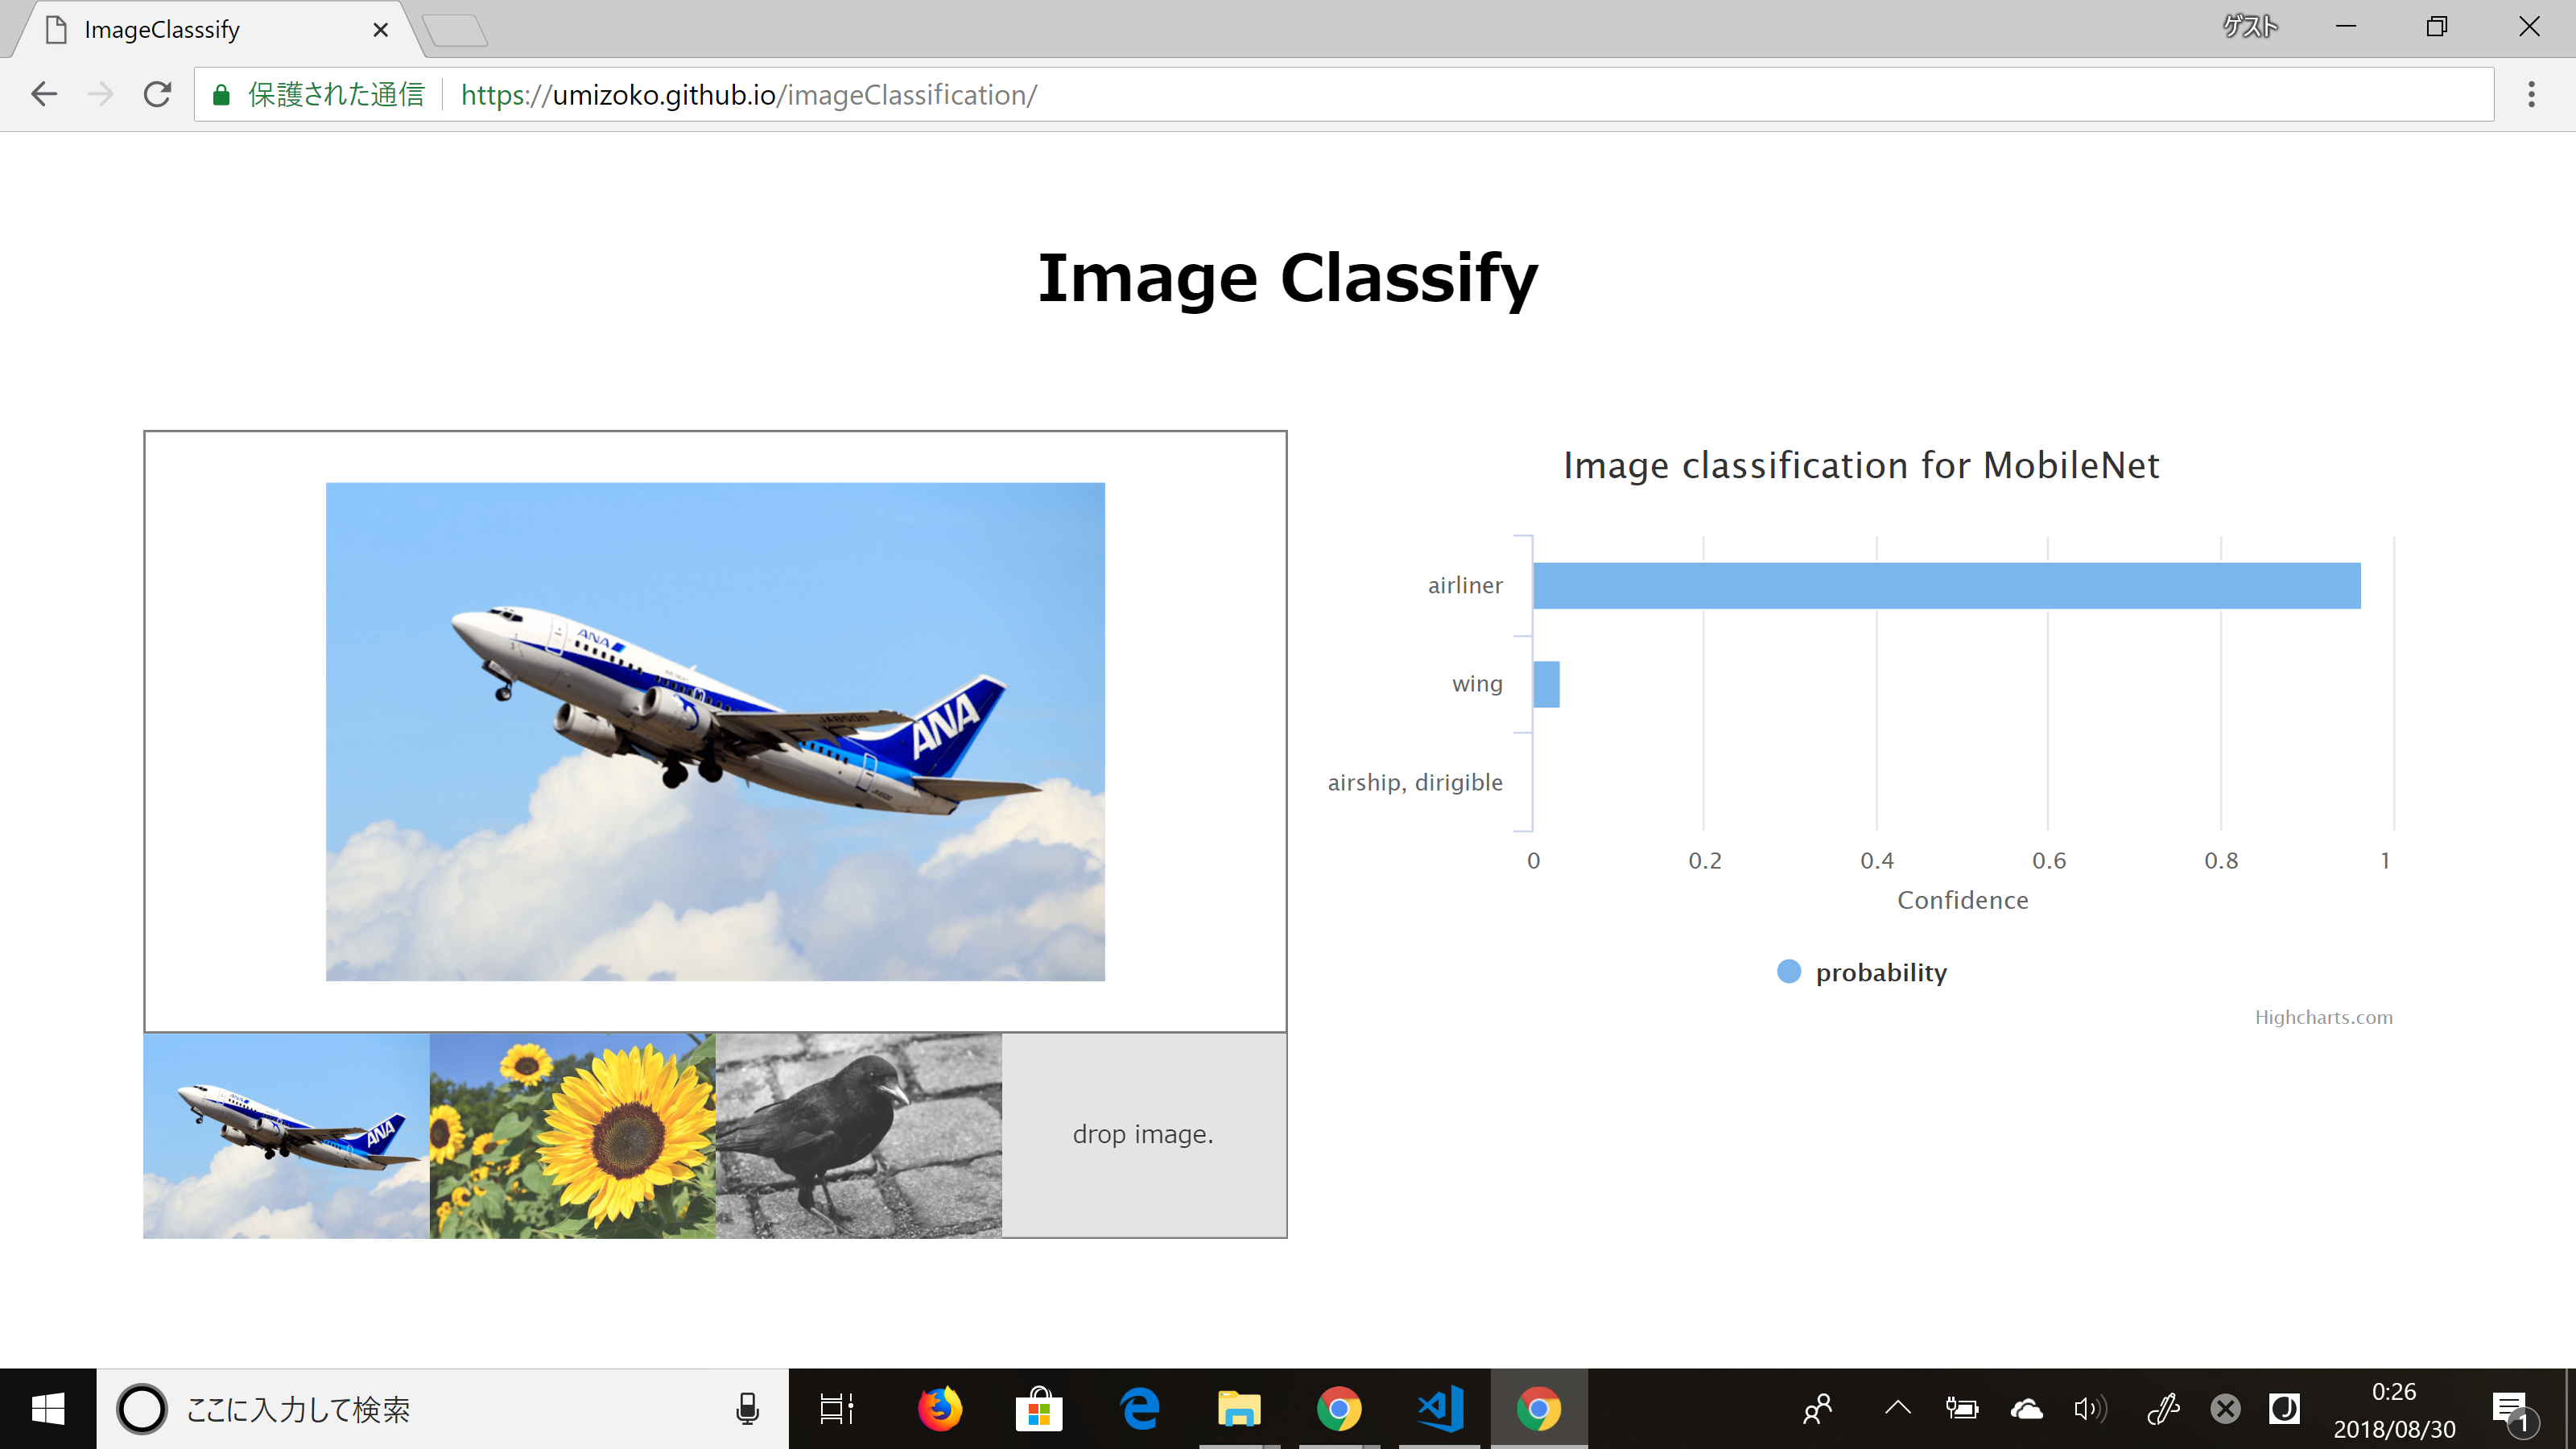 ImageClasssify
ゲスト
保護された通信
https://umizoko.github.io/imageClassification/
Image Classify
ANA
ANA
JA8500
Image classification for MobileNet
airliner
wing
airship, dirigible
0 0.2 0.4 0.6 0.8 1
Confidence
probability
Highcharts.com
ANA
drop image.
ここに入力して検索
0:26
2018/08/30
1